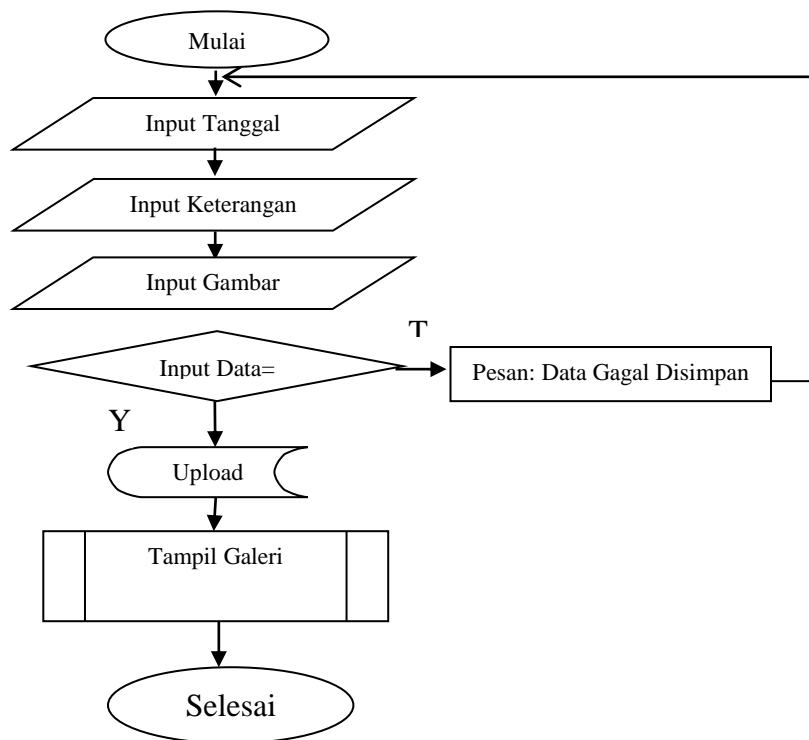 Mulai
Input Tanggal
Input Keterangan
Input Gambar
T
Input Data=
Pesan: Data Gagal Disimpan
Y
Upload
Tampil Galeri
Selesai